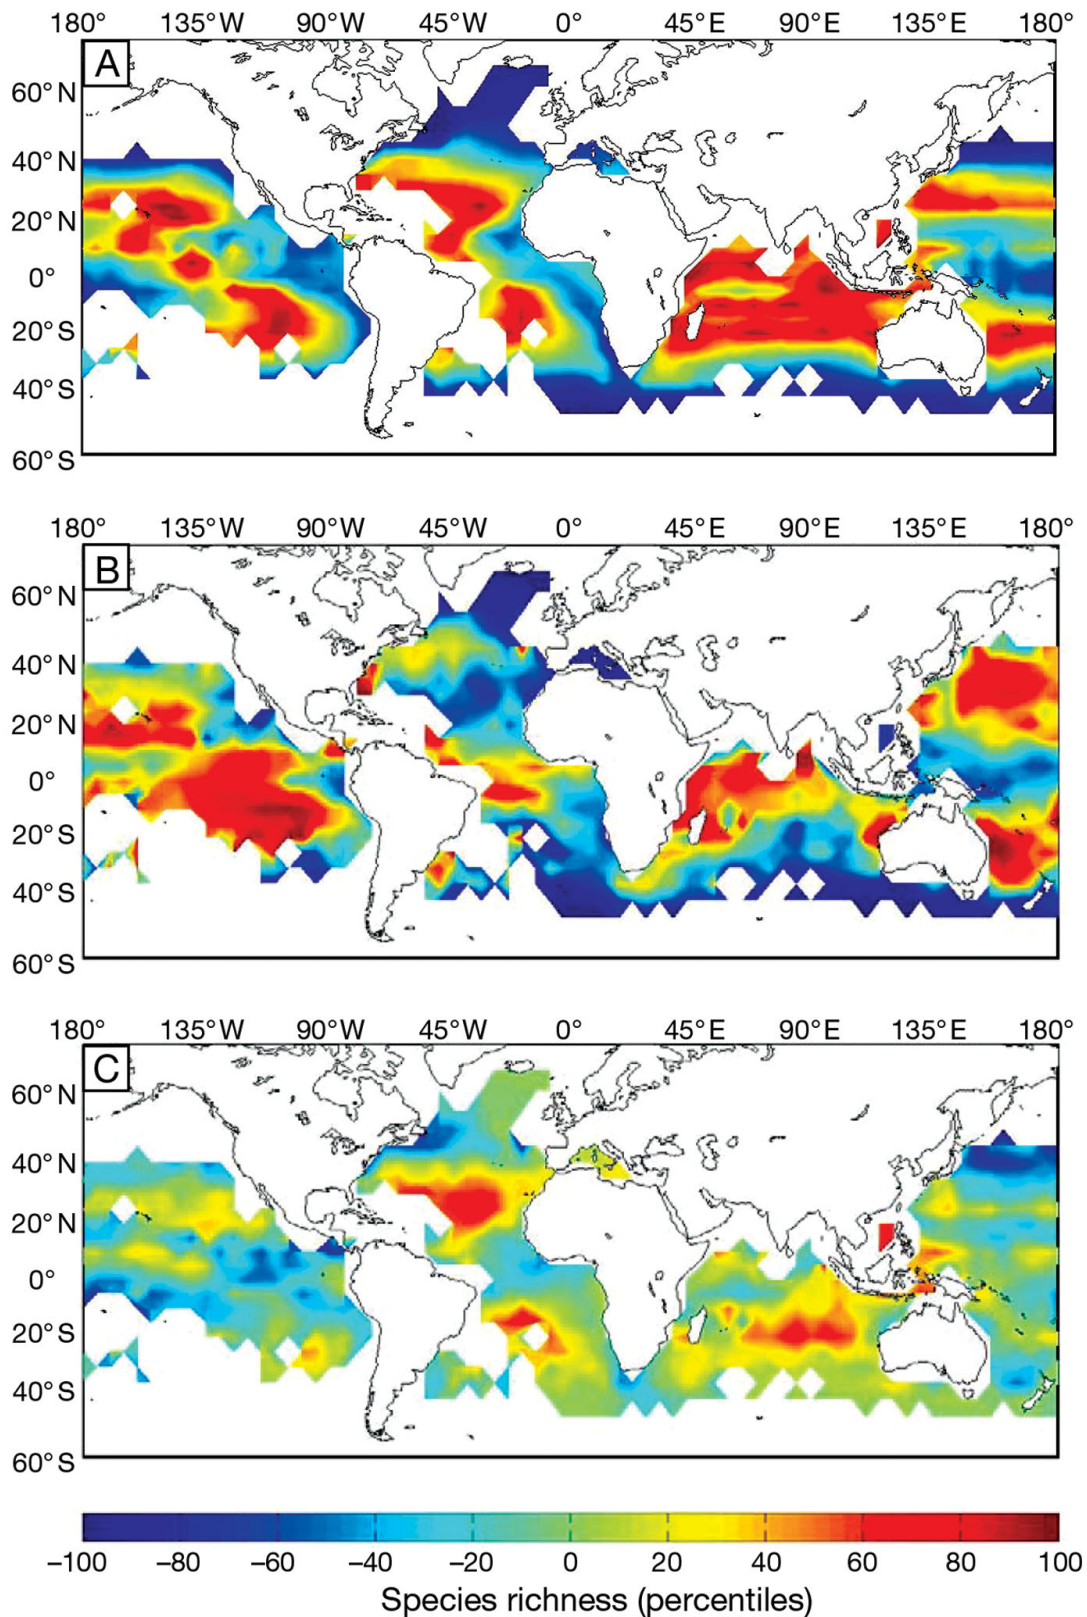 180° 135°W 90°W 45°W 0° 45°E 90°E 135°E 180°
A
60°N
40°N
20°N
0°
20°S
40°S
60°S
180° 135°W 90°W 45°W 0° 45°E 90°E 135°E 180°
B
60°N
40°N
20°N
0°
20°S
40°S
60°S
180° 135°W 90°W 45°W 0° 45°E 90°E 135°E 180°
C
60°N
40°N
20°N
0°
20°S
40°S
60°S
–100 –80 –60 –40 –20 0 20 40 60 80 100
Species richness (percentiles)